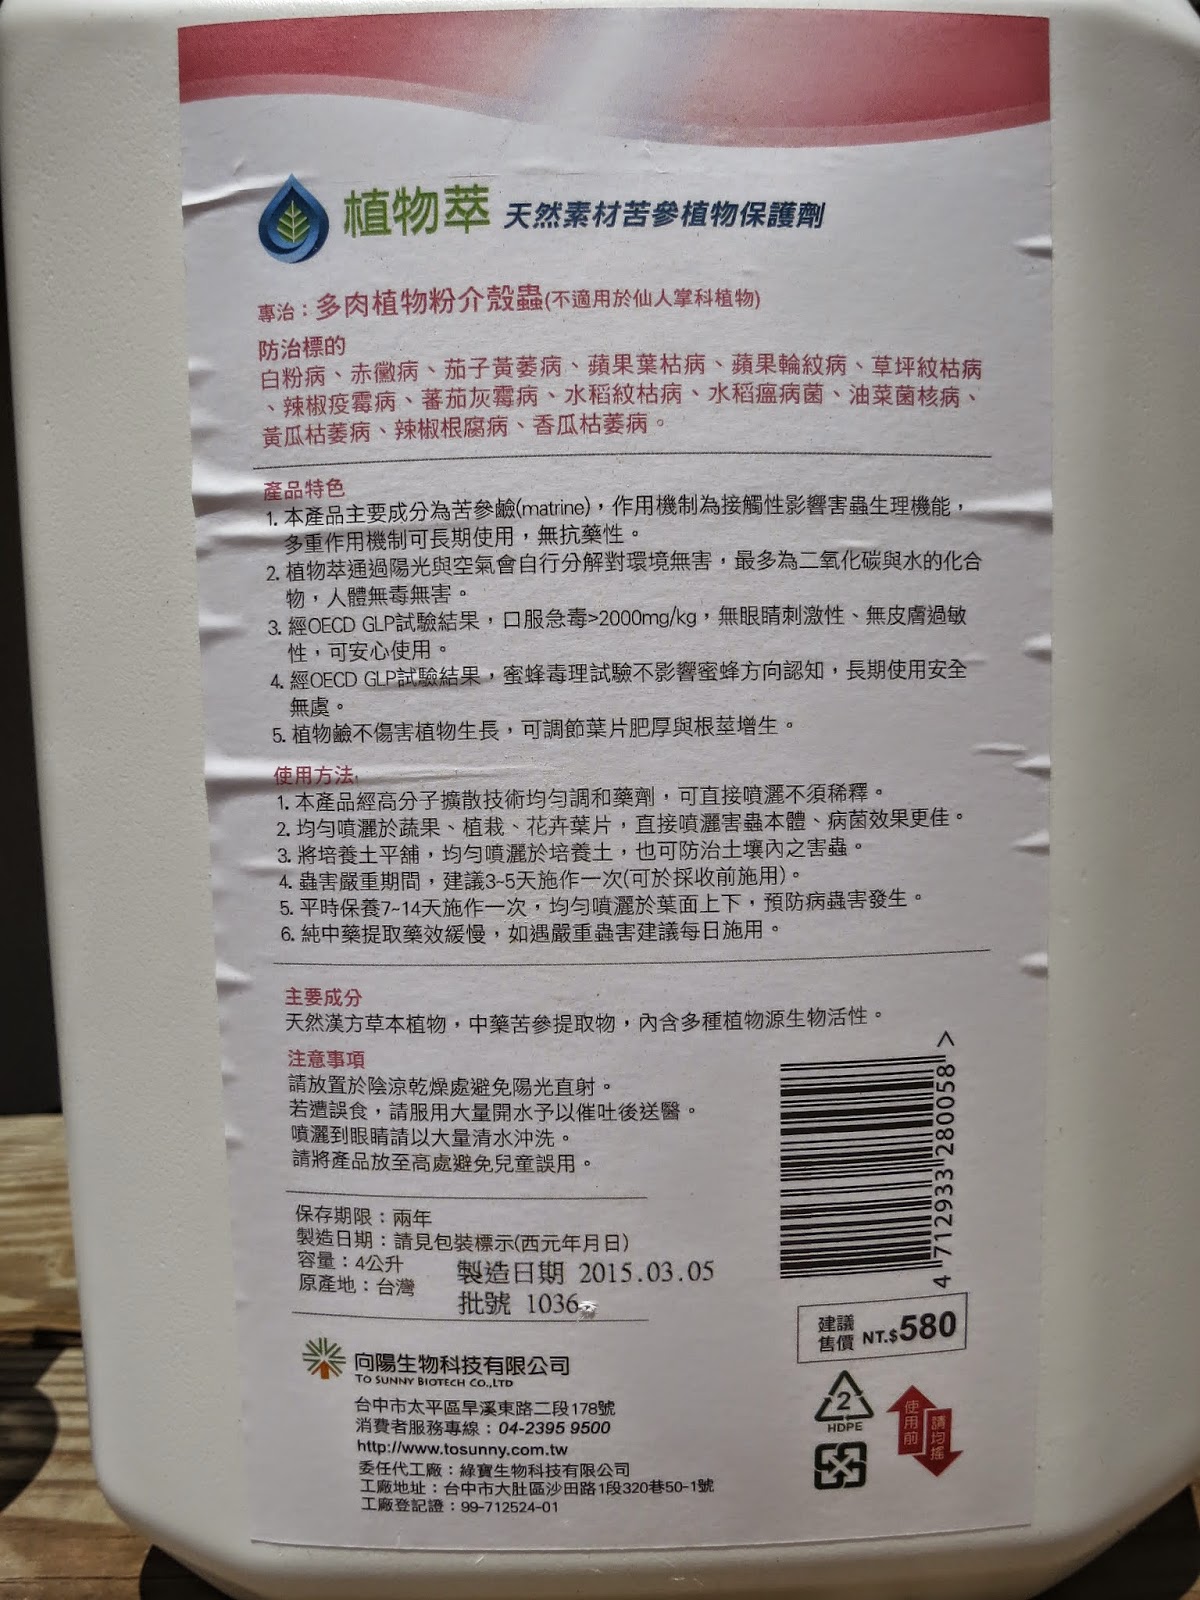 植物萃 天然素材苦參植物保護劑
專治：多肉植物粉介殼蟲(不適用於仙人掌科植物)
防治標的
白粉病、赤黴病、茄子黃萎病、蘋果葉枯病、蘋果輪紋病、草坪紋枯病
、辣椒疫霉病、蕃茄灰霉病、水稻紋枯病、水稻瘟病菌、油菜菌核病、
黃瓜枯萎病、辣椒根腐病、香瓜枯萎病。
產品特色
1. 本產品主要成分為苦參鹼(matrine)，作用機制為接觸性影響害蟲生理機能，
多重作用機制可長期使用，無抗藥性。
2. 植物萃通過陽光與空氣會自行分解對環境無害，最多為二氧化碳與水的化合
物，人體無毒無害。
3. 經OECD GLP試驗結果，口服急毒>2000mg/kg，無眼睛刺激性、無皮膚過敏
性，可安心使用。
4. 經OECD GLP試驗結果，蜜蜂毒理試驗不影響蜜蜂方向認知，長期使用安全
無虞。
5. 植物鹼不傷害植物生長，可調節葉片肥厚與根莖增生。
使用方法:
1. 本產品經高分子擴散技術均勻調和藥劑，可直接噴灑不須稀釋。
2. 均勻噴灑於蔬果、植栽、花卉葉片，直接噴灑害蟲本體、病菌效果更佳。
3. 將培養土平舖，均勻噴灑於培養土，也可防治土壤內之害蟲。
4. 蟲害嚴重期間，建議3~5天施作一次(可於採收前施用)。
5. 平時保養7~14天施作一次，均勻噴灑於葉面上下，預防病蟲害發生。
6. 純中藥提取藥效緩慢，如遇嚴重蟲害建議每日施用。
主要成分
天然漢方草本植物，中藥苦參提取物，內含多種植物源生物活性。
注意事項
請放置於陰涼乾燥處避免陽光直射。
若遭誤食，請服用大量開水予以催吐後送醫。
噴灑到眼睛請以大量清水沖洗。
請將產品放至高處避免兒童誤用。
4 712933 280058 >
保存期限：兩年
製造日期：請見包裝標示(西元年月日)
容量：4公升
原產地：台灣
製造日期 2015.03.05
批號 1036
建議
售價 NT.$580
向陽生物科技有限公司
TO SUNNY BIOTECH CO.,LTD
台中市太平區旱溪東路二段178號
消費者服務專線：04-2395 9500
http://www.tosunny.com.tw
委任代工廠：綠寶生物科技有限公司
工廠地址：台中市大肚區沙田路1段320巷50-1號
工廠登記證：99-712524-01
2
HDPE
使用前
請均搖